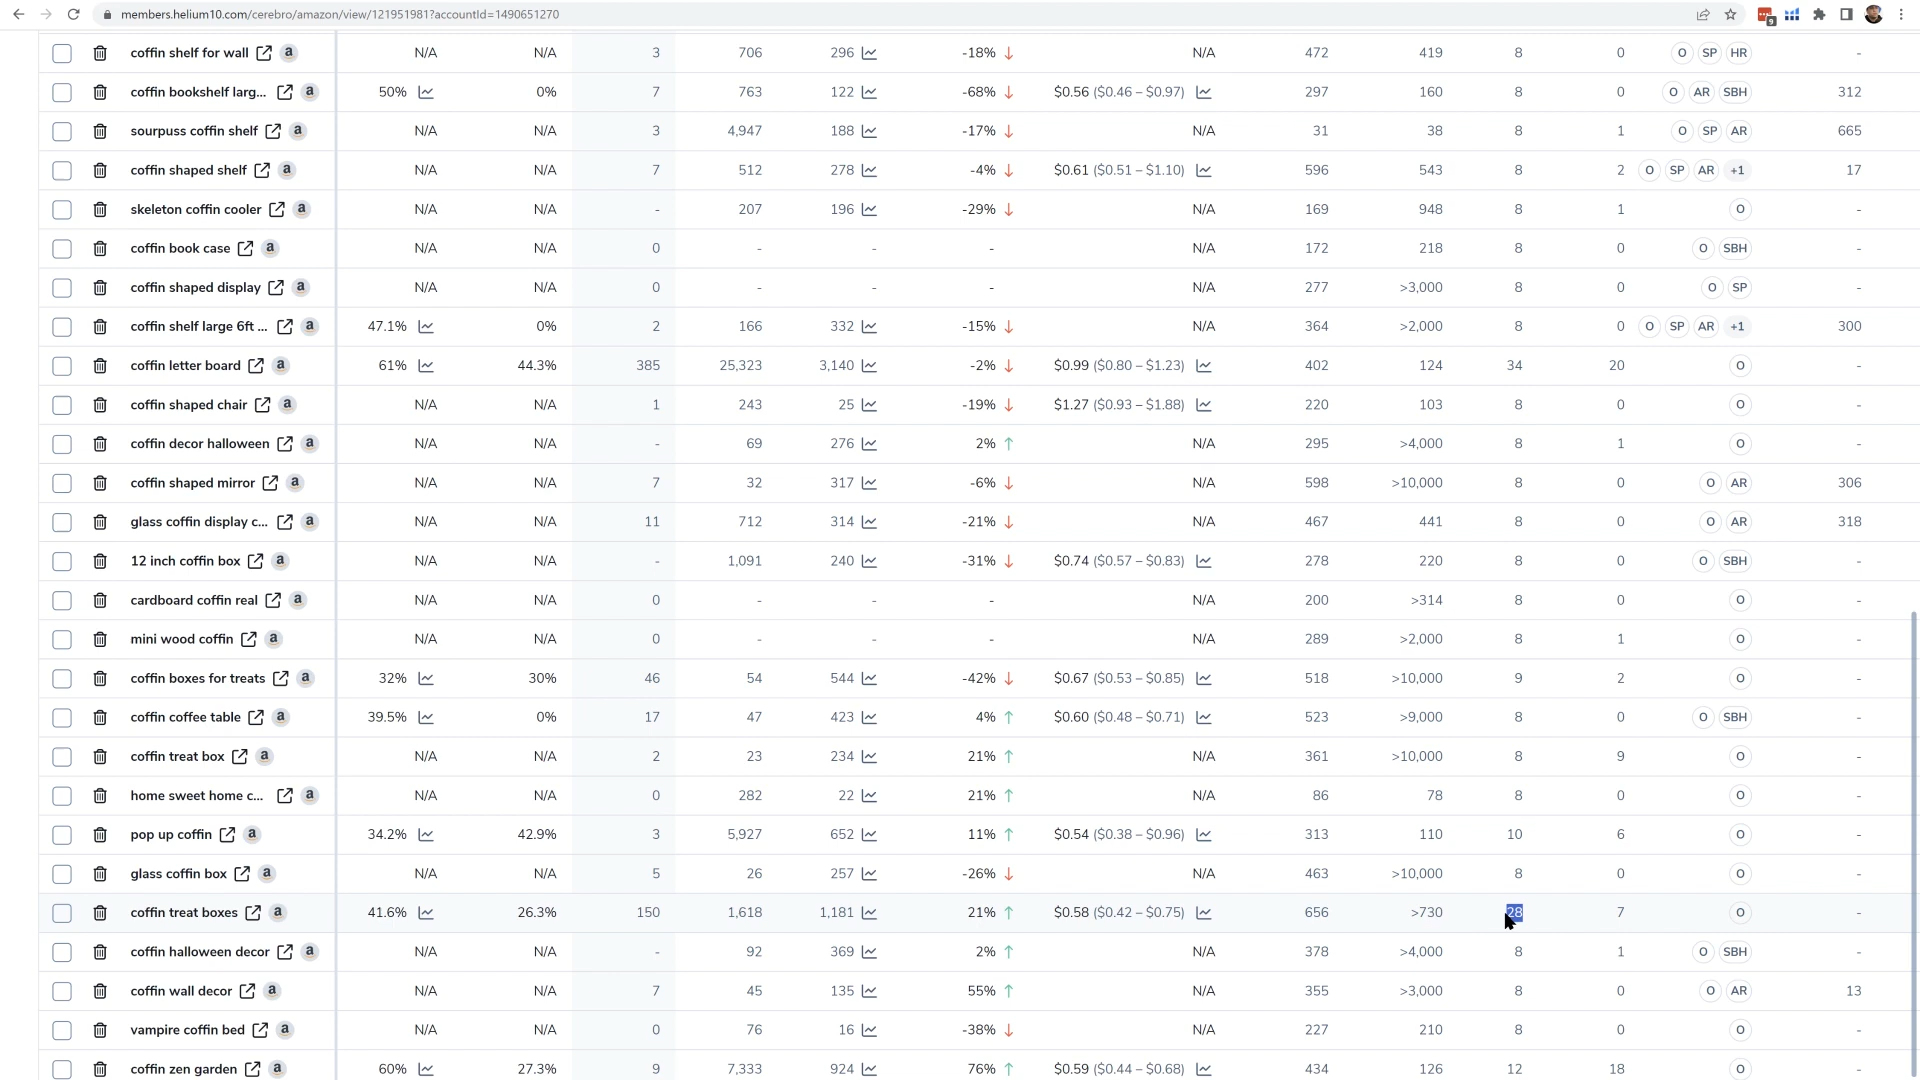 members.helium10.com/cerebro/amazon/view/121951981?accountId=1490651270 9
coffin shelf for wall a N/A N/A 3 706 296 -18% ↓ N/A 472 419 8 0 O SP HR -
coffin bookshelf larg... a 50% 0% 7 763 122 -68% ↓ $0.56 ($0.46 – $0.97) 297 160 8 0 O AR SBH 312
sourpuss coffin shelf a N/A N/A 3 4,947 188 -17% ↓ N/A 31 38 8 1 O SP AR 665
coffin shaped shelf a N/A N/A 7 512 278 -4% ↓ $0.61 ($0.51 – $1.10) 596 543 8 2 O SP AR +1 17
skeleton coffin cooler a N/A N/A - 207 196 -29% ↓ N/A 169 948 8 1 O -
coffin book case a N/A N/A 0 - - - N/A 172 218 8 0 O SBH -
coffin shaped display a N/A N/A 0 - - - N/A 277 >3,000 8 0 O SP -
coffin shelf large 6ft ... a 47.1% 0% 2 166 332 -15% ↓ N/A 364 >2,000 8 0 O SP AR +1 300
coffin letter board a 61% 44.3% 385 25,323 3,140 -2% ↓ $0.99 ($0.80 – $1.23) 402 124 34 20 O -
coffin shaped chair a N/A N/A 1 243 25 -19% ↓ $1.27 ($0.93 – $1.88) 220 103 8 0 O -
coffin decor halloween a N/A N/A - 69 276 2% ↑ N/A 295 >4,000 8 1 O -
coffin shaped mirror a N/A N/A 7 32 317 -6% ↓ N/A 598 >10,000 8 0 O AR 306
glass coffin display c... a N/A N/A 11 712 314 -21% ↓ N/A 467 441 8 0 O AR 318
12 inch coffin box a N/A N/A - 1,091 240 -31% ↓ $0.74 ($0.57 – $0.83) 278 220 8 0 O SBH -
cardboard coffin real a N/A N/A 0 - - - N/A 200 >314 8 0 O -
mini wood coffin a N/A N/A 0 - - - N/A 289 >2,000 8 1 O -
coffin boxes for treats a 32% 30% 46 54 544 -42% ↓ $0.67 ($0.53 – $0.85) 518 >10,000 9 2 O -
coffin coffee table a 39.5% 0% 17 47 423 4% ↑ $0.60 ($0.48 – $0.71) 523 >9,000 8 0 O SBH -
coffin treat box a N/A N/A 2 23 234 21% ↑ N/A 361 >10,000 8 9 O -
home sweet home c... a N/A N/A 0 282 22 21% ↑ N/A 86 78 8 0 O -
pop up coffin a 34.2% 42.9% 3 5,927 652 11% ↑ $0.54 ($0.38 – $0.96) 313 110 10 6 O -
glass coffin box a N/A N/A 5 26 257 -26% ↓ N/A 463 >10,000 8 0 O -
coffin treat boxes a 41.6% 26.3% 150 1,618 1,181 21% ↑ $0.58 ($0.42 – $0.75) 656 >730 28 7 O -
coffin halloween decor a N/A N/A - 92 369 2% ↑ N/A 378 >4,000 8 1 O SBH -
coffin wall decor a N/A N/A 7 45 135 55% ↑ N/A 355 >3,000 8 0 O AR 13
vampire coffin bed a N/A N/A 0 76 16 -38% ↓ N/A 227 210 8 0 O -
coffin zen garden a 60% 27.3% 9 7,333 924 76% ↑ $0.59 ($0.44 – $0.68) 434 126 12 18 O -